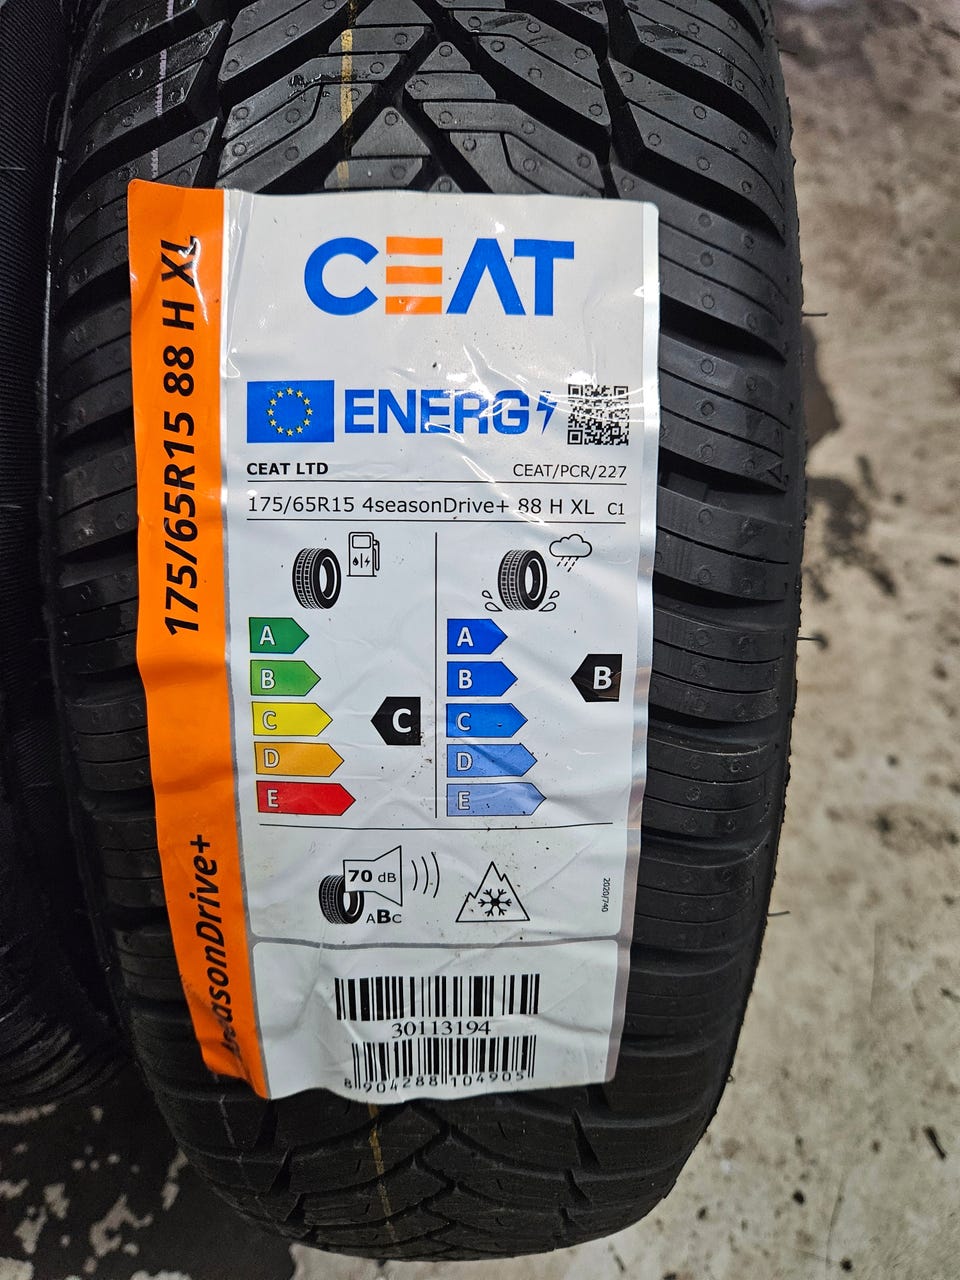 175/65R15 88 H XL
4seasonDrive+
CEAT
ENERG
CEAT LTD
CEAT/PCR/227
175/65R15 4seasonDrive+ 88 H XL C1
A
B
C
D
E
C
A
B
C
D
E
B
70 dB
ABC
2020/740
30113194
8 904288 104905